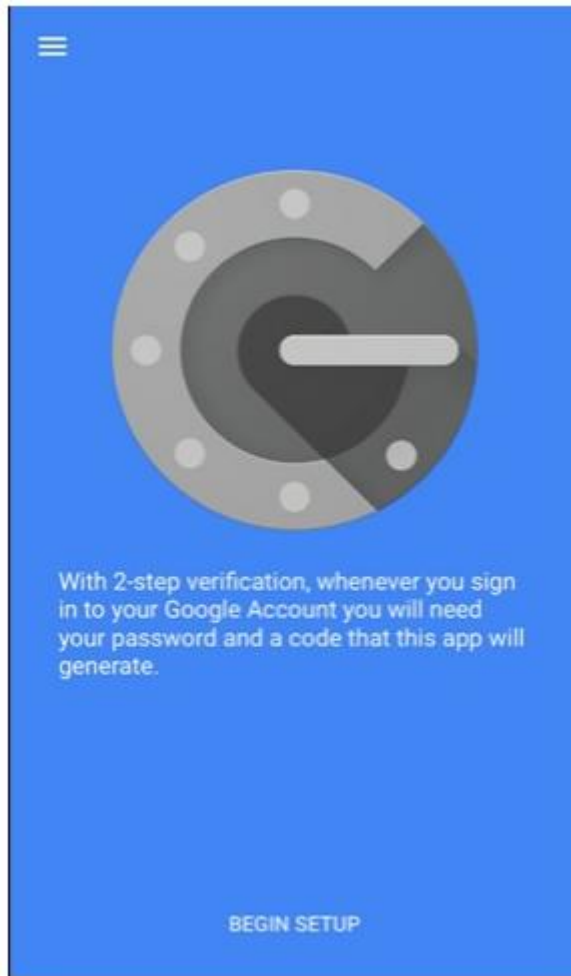 With 2-step verification, whenever you sign
in to your Google Account you will need
your password and a code that this app will
generate.
BEGIN SETUP